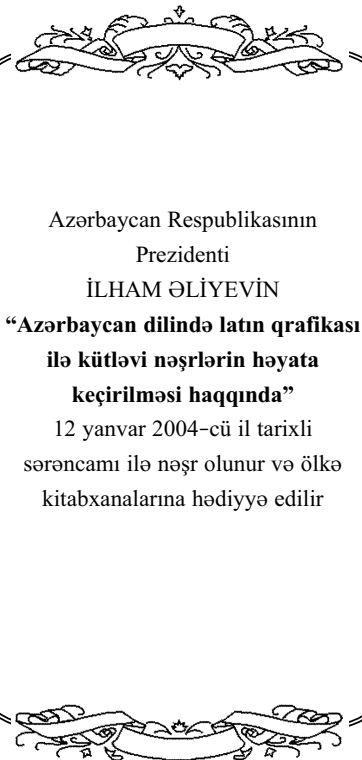 Azərbaycan Respublikasının
Prezidenti
İLHAM ƏLİYEVİN
“Azərbaycan dilində latın qrafikası
ilə kütləvi nəşrlərin həyata
keçirilməsi haqqında”
12 yanvar 2004-cü il tarixli
sərəncamı ilə nəşr olunur və ölkə
kitabxanalarına hədiyyə edilir